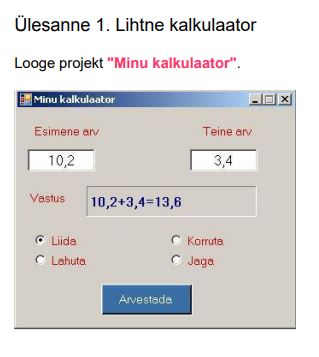 Ülesanne 1. Lihtne kalkulaator
Looge projekt "Minu kalkulaator".
Minu kalkulaator
Esimene arv Teine arv
10,2 3,4
Vastus 10,2+3,4=13,6
Liida Korruta
Lahuta Jaga
Arvestada